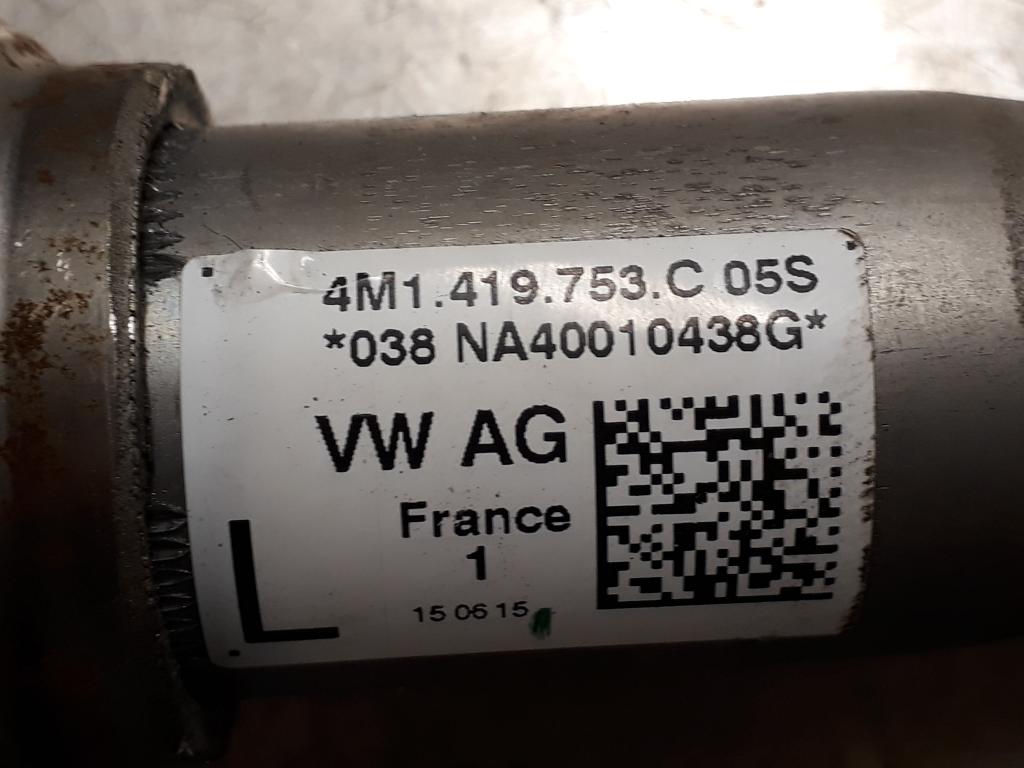 4M1.419.753.C 05S
*038 NA40010438G*
VW AG
France
1
15 06 15
L